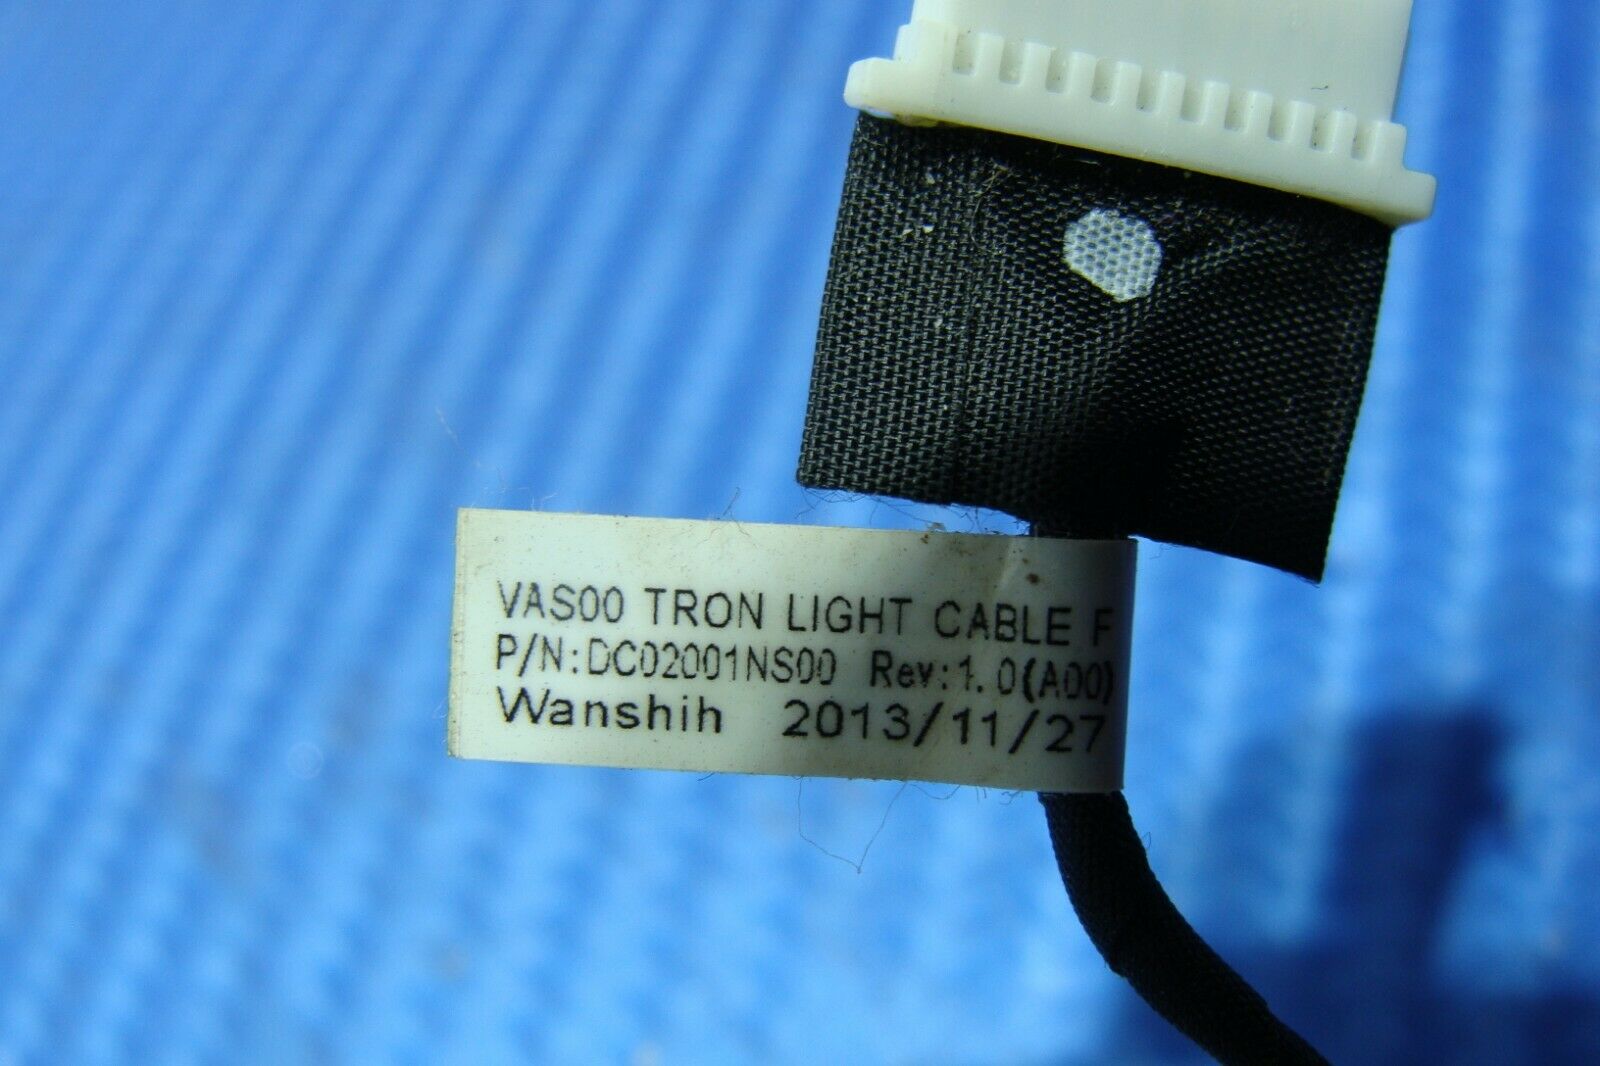 VAS00 TRON LIGHT CABLE F
P/N:DC02001NS00 Rev:1.0(A00)
Wanshih 2013/11/27